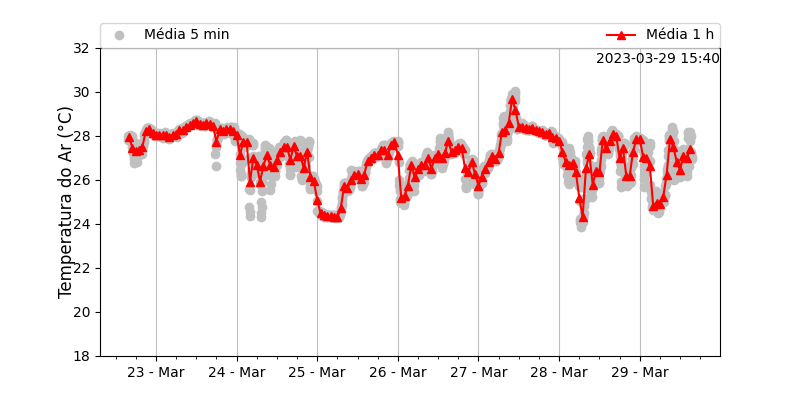 Média 5 min
Média 1 h
2023-03-29 15:40
Temperatura do Ar (°C)
32
30
28
26
24
22
20
18
23 - Mar
24 - Mar
25 - Mar
26 - Mar
27 - Mar
28 - Mar
29 - Mar